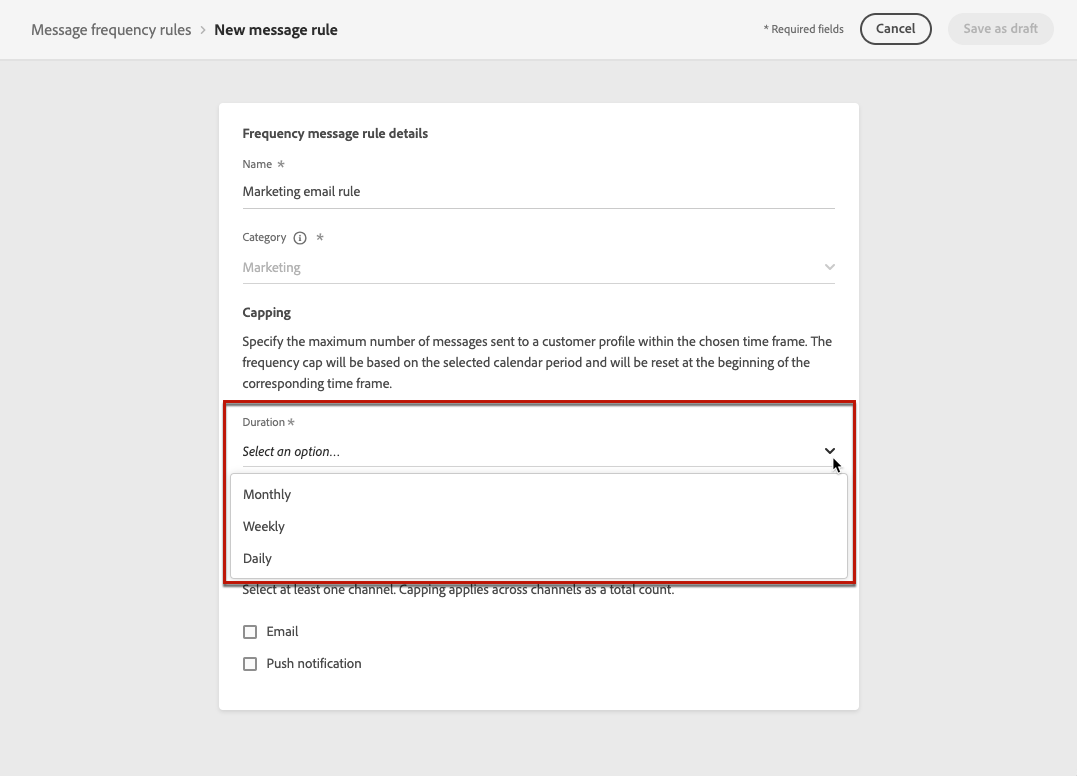 Message frequency rules > New message rule
* Required fields
Cancel
Save as draft
Frequency message rule details
Name *
Marketing email rule
Category *
Marketing
Capping
Specify the maximum number of messages sent to a customer profile within the chosen time frame. The
frequency cap will be based on the selected calendar period and will be reset at the beginning of the
corresponding time frame.
Duration *
Select an option...
Monthly
Weekly
Daily
Select at least one channel. Capping applies across channels as a total count.
Email
Push notification